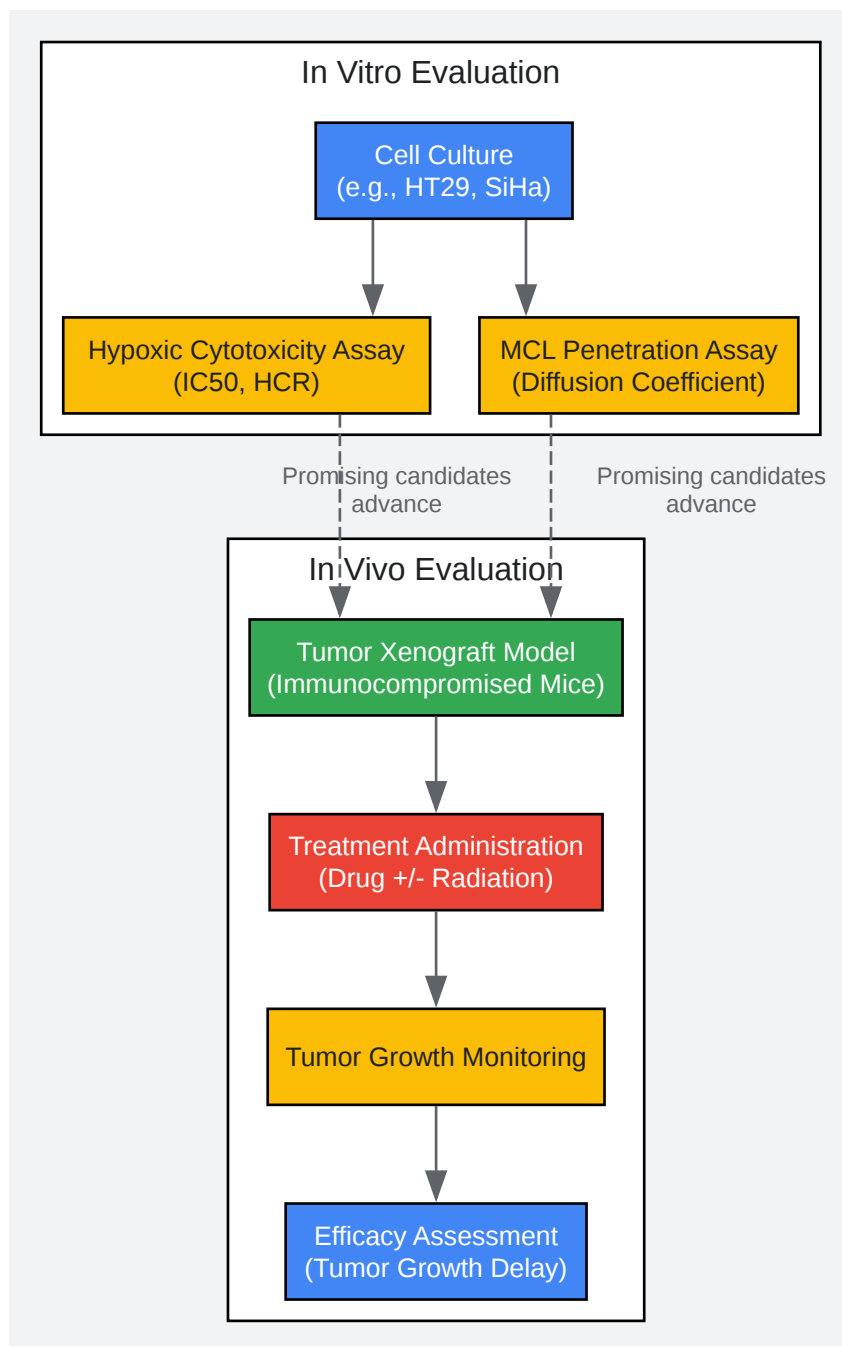 In Vitro Evaluation
Cell Culture
(e.g., HT29, SiHa)
Hypoxic Cytotoxicity Assay
(IC50, HCR)
MCL Penetration Assay
(Diffusion Coefficient)
Promising candidates
advance
Promising candidates
advance
In Vivo Evaluation
Tumor Xenograft Model
(Immunocompromised Mice)
Treatment Administration
(Drug +/- Radiation)
Tumor Growth Monitoring
Efficacy Assessment
(Tumor Growth Delay)